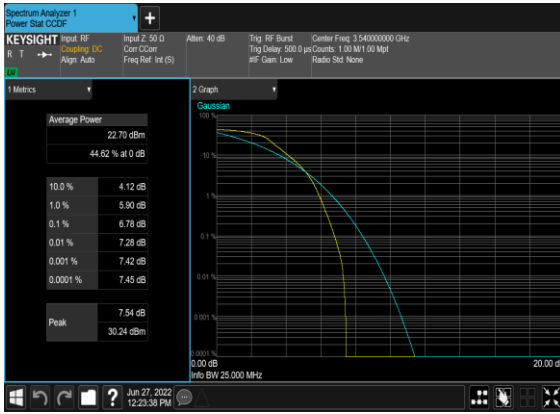 Spectrum Analyzer 1
Power Stat CCDF
KEYSIGHT
R T
Input: RF
Coupling: DC
Align: Auto
Input Z: 50 Ω
Corr CCorr
Freq Ref: Int (S)
Atten: 40 dB
Trig: RF Burst
Trig Delay: 500.0 µs
#IF Gain: Low
Center Freq: 3.540000000 GHz
Counts: 1.00 M/1.00 Mpt
Radio Std: None
1 Metrics
Average Power
22.70 dBm
44.62 % at 0 dB
10.0 % 4.12 dB
1.0 % 5.90 dB
0.1 % 6.78 dB
0.01 % 7.28 dB
0.001 % 7.42 dB
0.0001 % 7.45 dB
Peak
7.54 dB
30.24 dBm
2 Graph
Gaussian
100 %
10 %
1 %
0.1 %
0.01 %
0.001 %
0.0001 %
0.00 dB
20.00 dB
Info BW 25.000 MHz
?
Jun 27, 2022
12:23:38 PM